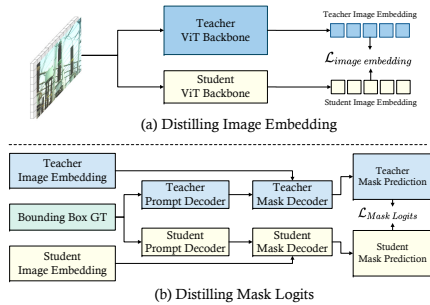 Teacher
ViT Backbone
Teacher Image Embedding
ℒimage embedding
Student
ViT Backbone
Student Image Embedding
(a) Distilling Image Embedding
Teacher
Image Embedding
Teacher
Prompt Decoder
Teacher
Mask Decoder
Teacher
Mask Prediction
Bounding Box GT
ℒMask Logits
Student
Image Embedding
Student
Prompt Decoder
Student
Mask Decoder
Student
Mask Prediction
(b) Distilling Mask Logits